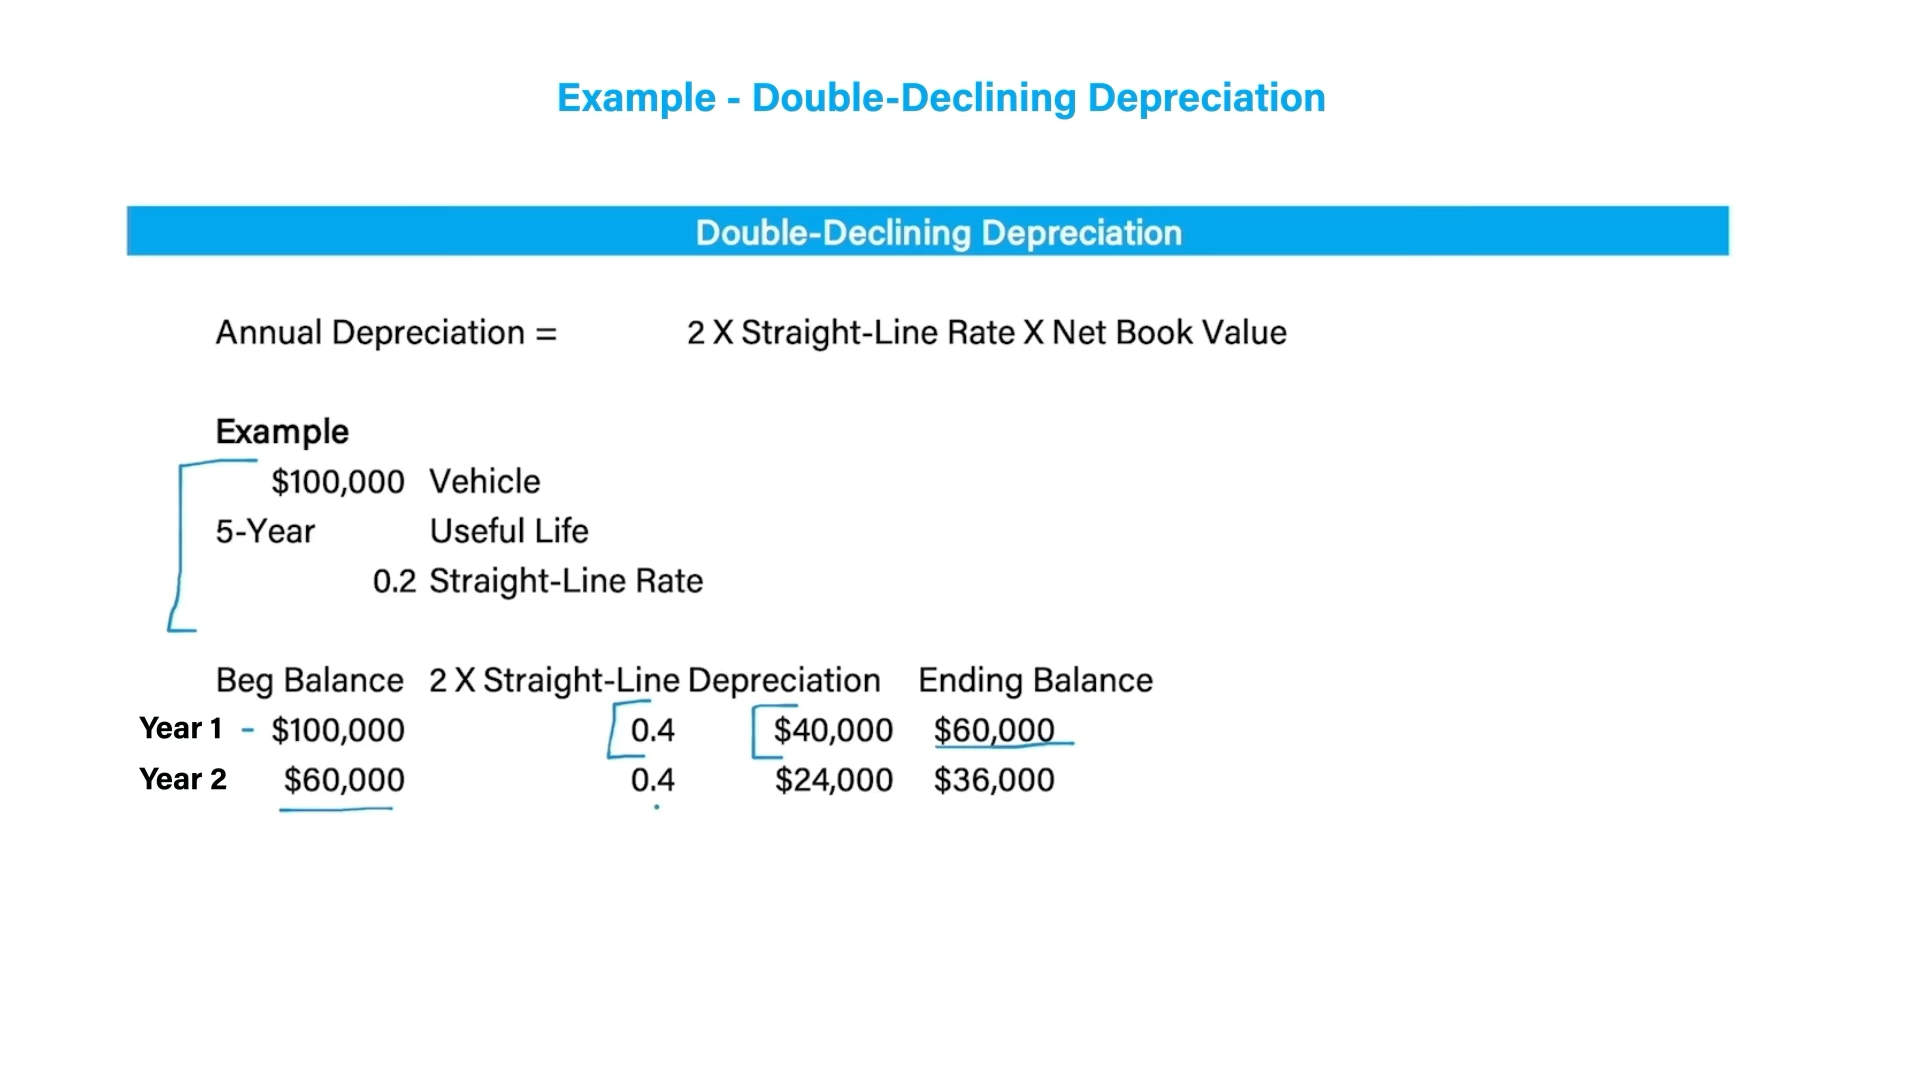 Example - Double-Declining Depreciation
Double-Declining Depreciation
Annual Depreciation = 2 X Straight-Line Rate X Net Book Value
Example
$100,000 Vehicle
5-Year Useful Life
0.2 Straight-Line Rate
Beg Balance 2 X Straight-Line Depreciation Ending Balance
Year 1 - $100,000 0.4 $40,000 $60,000
Year 2 $60,000 0.4 $24,000 $36,000